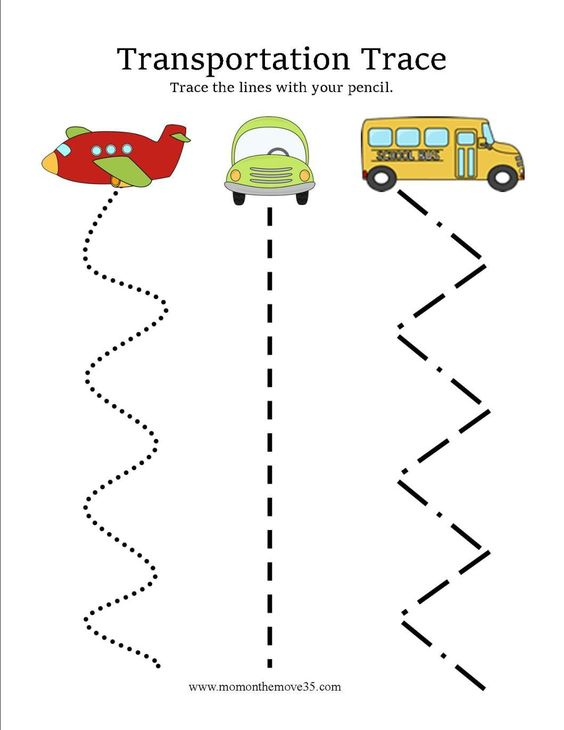 Transportation Trace
Trace the lines with your pencil.
SCHOOL BUS
www.momonthemove35.com